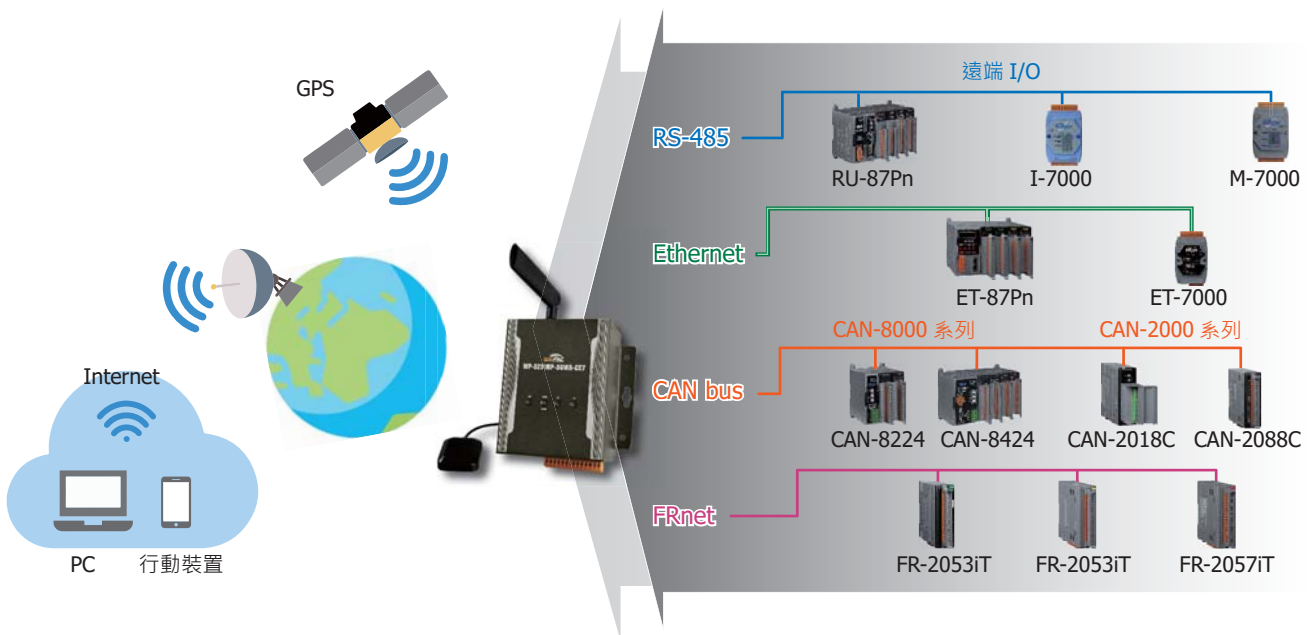 GPS
Internet
PC
行動裝置
遠端 I/O
RS-485
RU-87Pn
I-7000
M-7000
Ethernet
ET-87Pn
ET-7000
CAN-8000 系列
CAN-2000 系列
CAN bus
CAN-8224
CAN-8424
CAN-2018C
CAN-2088C
FRnet
FR-2053iT
FR-2053iT
FR-2057iT